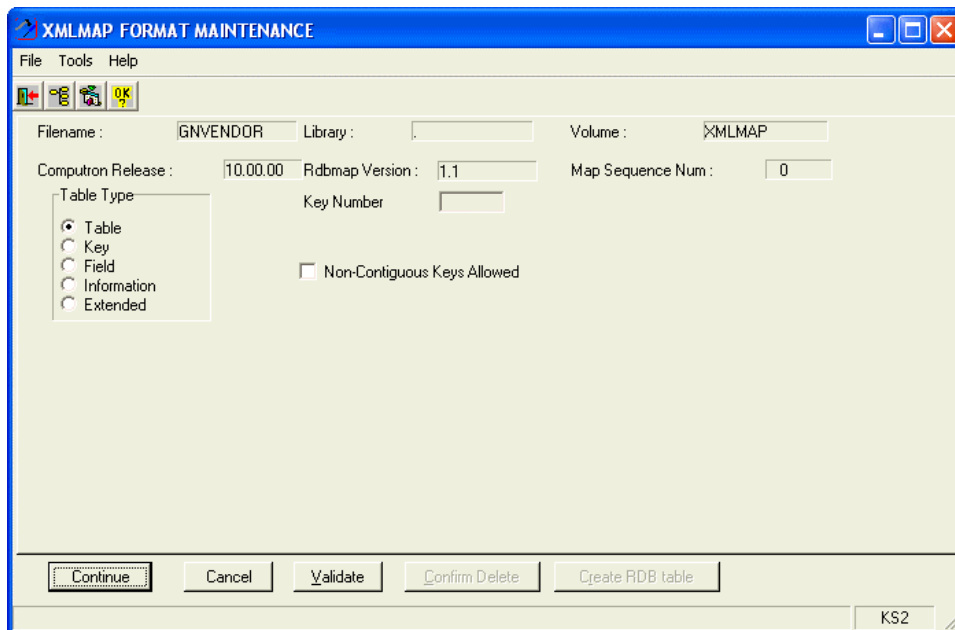 XMLMAP FORMAT MAINTENANCE
File Tools Help
OK ?
Filename : GNVENDOR Library : . Volume : XMLMAP
Computron Release : 10.00.00 Rdbmap Version : 1.1 Map Sequence Num : 0
Table Type Key Number
Table
Key
Field Non-Contiguous Keys Allowed
Information
Extended
Continue Cancel Validate Confirm Delete Create RDB table
KS2